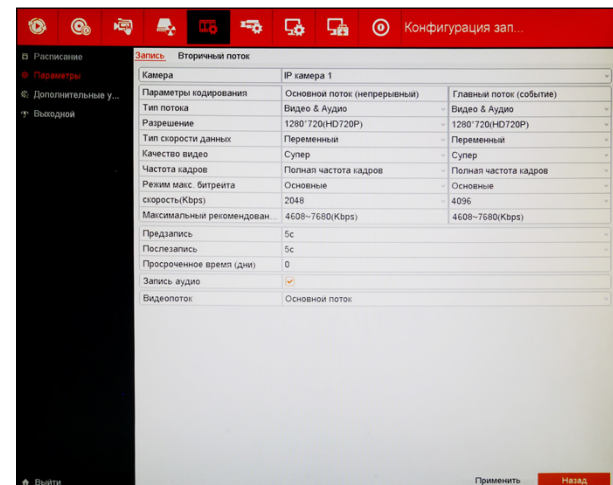 Конфигурация зап...
Расписание
Параметры
Дополнительные у...
Выходной
Запись Вторичный поток
Камера IP камера 1
Параметры кодирования Основной поток (непрерывный) Главный поток (событие)
Тип потока Видео & Аудио Видео & Аудио
Разрешение 1280*720(HD720P) 1280*720(HD720P)
Тип скорости данных Переменный Переменный
Качество видео Супер Супер
Частота кадров Полная частота кадров Полная частота кадров
Режим макс. битрейта Основные Основные
скорость(Kbps) 2048 4096
Максимальный рекомендован... 4608~7680(Kbps) 4608~7680(Kbps)
Предзапись 5с
Послезапись 5с
Просроченное время (дни) 0
Запись аудио
Видеопоток Основной поток
Выйти
Применить Назад